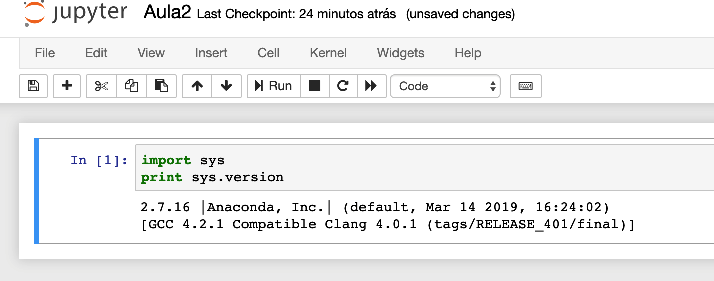 jupyter Aula2 Last Checkpoint: 24 minutos atrás (unsaved changes)
File Edit View Insert Cell Kernel Widgets Help
Run Code
In [1]: import sys
print sys.version
2.7.16 |Anaconda, Inc.| (default, Mar 14 2019, 16:24:02)
[GCC 4.2.1 Compatible Clang 4.0.1 (tags/RELEASE_401/final)]